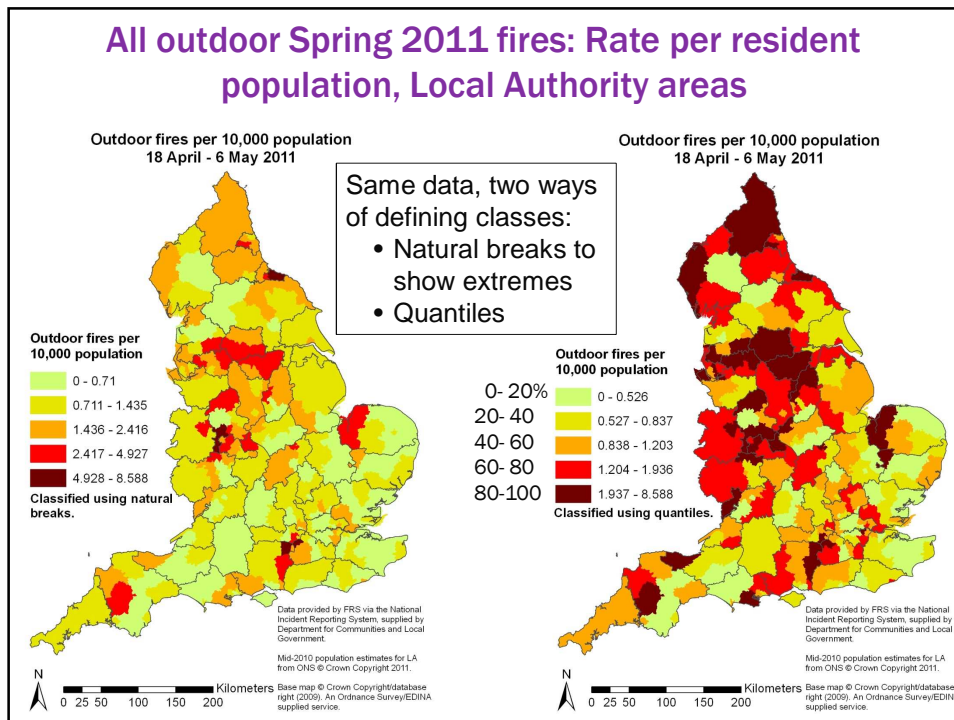 All outdoor Spring 2011 fires: Rate per resident
population, Local Authority areas
Outdoor fires per 10,000 population
18 April - 6 May 2011
Same data, two ways
of defining classes:
• Natural breaks to
show extremes
• Quantiles
Outdoor fires per 10,000 population
18 April - 6 May 2011
Outdoor fires per
10,000 population
0 - 0.71
0.711 - 1.435
1.436 - 2.416
2.417 - 4.927
4.928 - 8.588
Classified using natural
breaks.
0- 20%
20- 40
40- 60
60- 80
80-100
Outdoor fires per
10,000 population
0 - 0.526
0.527 - 0.837
0.838 - 1.203
1.204 - 1.936
1.937 - 8.588
Classified using quantiles.
Data provided by FRS via the National
Incident Reporting System, supplied by
Department for Communities and Local
Government.
Mid-2010 population estimates for LA
from ONS © Crown Copyright 2011.
Base map © Crown Copyright/database
right (2009). An Ordnance Survey/EDINA
supplied service.
N
Kilometers
0 25 50 100 150 200
Data provided by FRS via the National
Incident Reporting System, supplied by
Department for Communities and Local
Government.
Mid-2010 population estimates for LA
from ONS © Crown Copyright 2011.
Base map © Crown Copyright/database
right (2009). An Ordnance Survey/EDINA
supplied service.
N
Kilometers
0 25 50 100 150 200